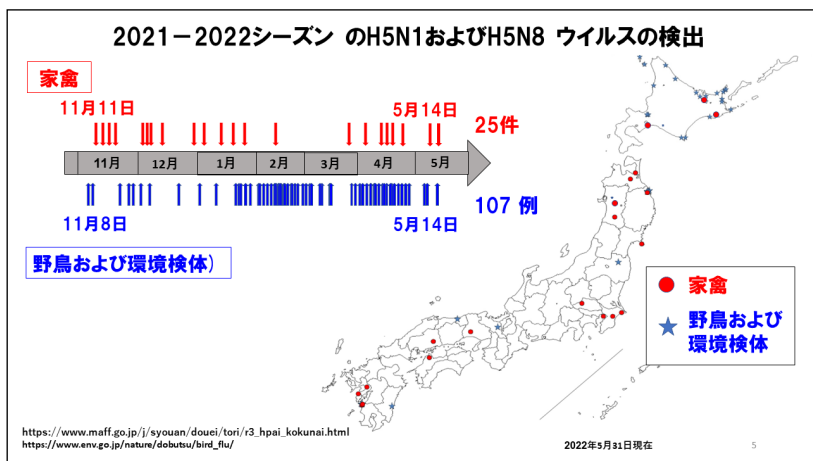 2021－2022シーズン のH5N1およびH5N8 ウイルスの検出
家禽
11月11日
5月14日
25件
11月 12月 1月 2月 3月 4月 5月
11月8日
5月14日
107 例
野鳥および環境検体)
家禽
野鳥および
環境検体
https://www.maff.go.jp/j/syouan/douei/tori/r3_hpai_kokunai.html
https://www.env.go.jp/nature/dobutsu/bird_flu/
2022年5月31日現在
5